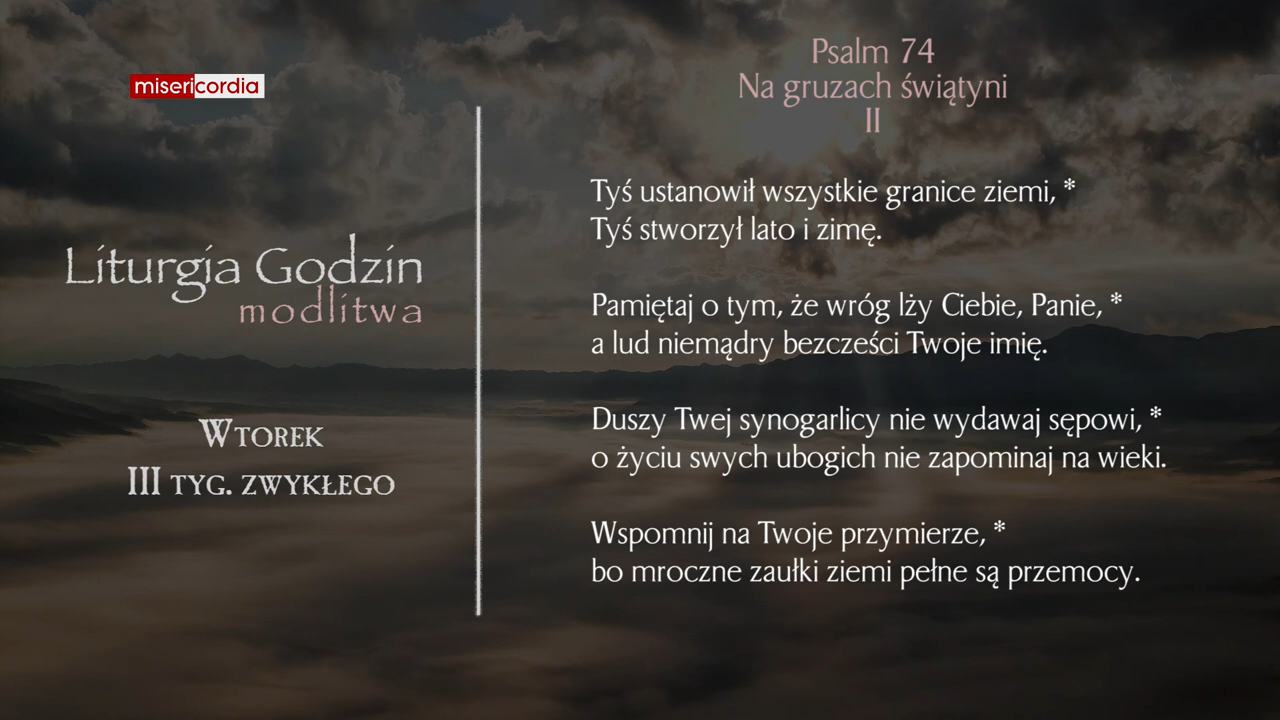 misericordia
Liturgia Godzin
modlitwa
Wtorek
III tyg. zwykłego
Psalm 74
Na gruzach świątyni
II
Tyś ustanowił wszystkie granice ziemi, *
Tyś stworzył lato i zimę.
Pamiętaj o tym, że wróg lży Ciebie, Panie, *
a lud niemądry bezcześci Twoje imię.
Duszy Twej synogarlicy nie wydawaj sępowi, *
o życiu swych ubogich nie zapominaj na wieki.
Wspomnij na Twoje przymierze, *
bo mroczne zaułki ziemi pełne są przemocy.